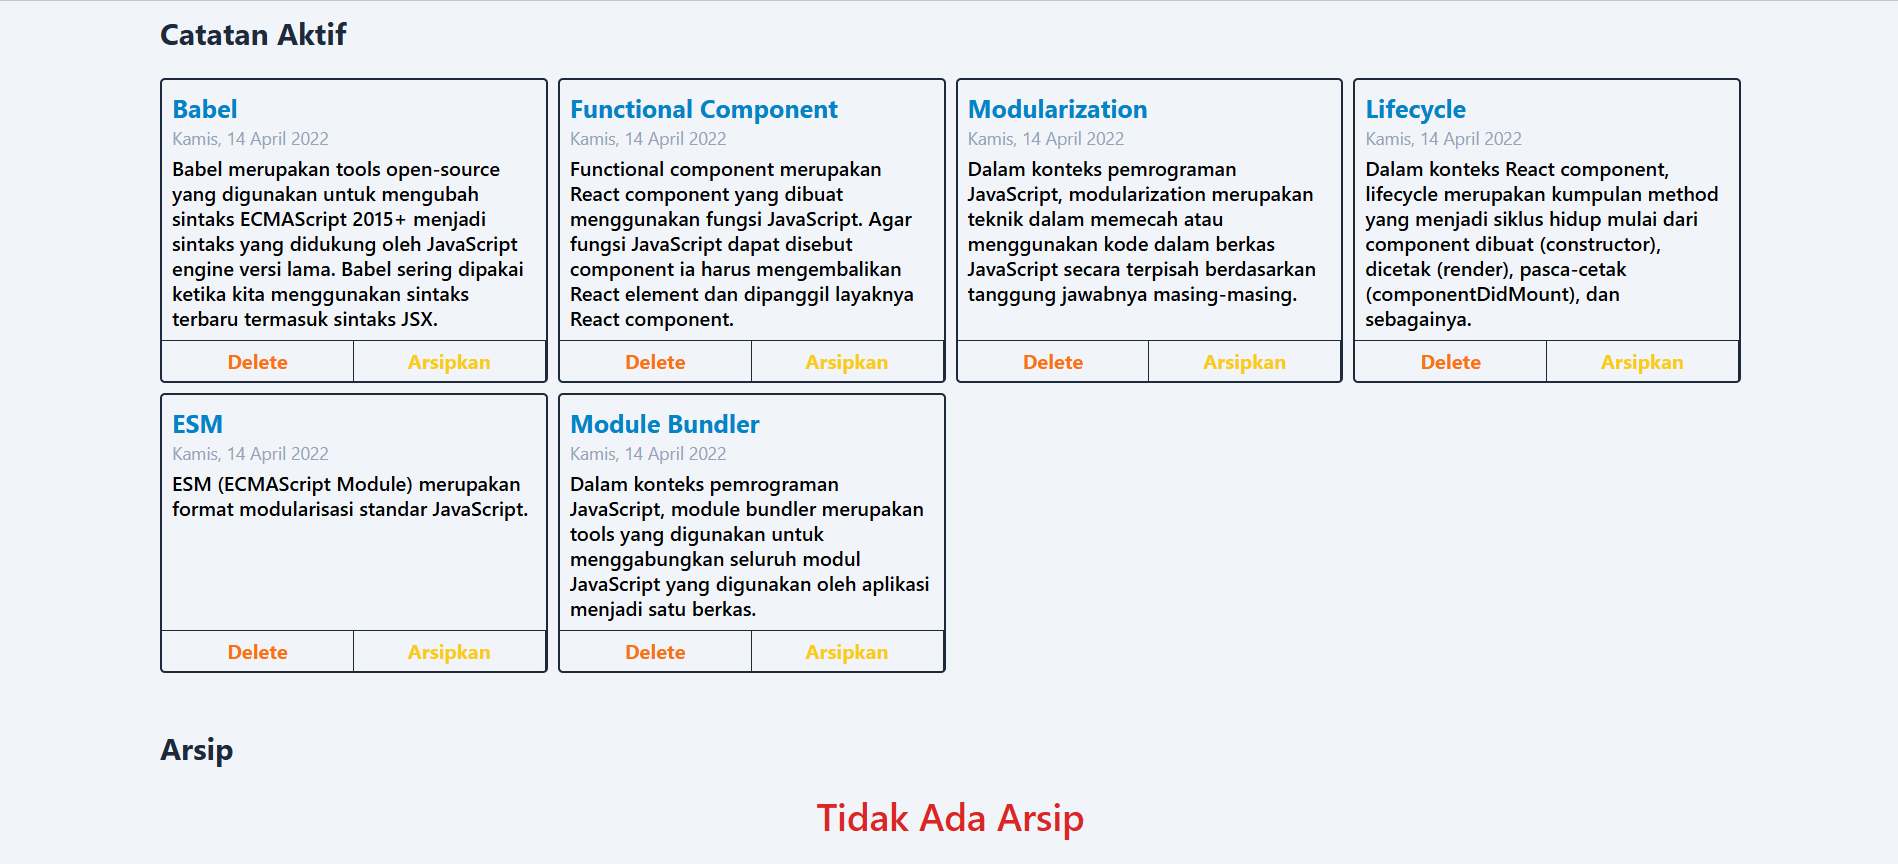 Catatan Aktif
Babel
Kamis, 14 April 2022
Babel merupakan tools open-source
yang digunakan untuk mengubah
sintaks ECMAScript 2015+ menjadi
sintaks yang didukung oleh JavaScript
engine versi lama. Babel sering dipakai
ketika kita menggunakan sintaks
terbaru termasuk sintaks JSX.
Delete
Arsipkan
Functional Component
Kamis, 14 April 2022
Functional component merupakan
React component yang dibuat
menggunakan fungsi JavaScript. Agar
fungsi JavaScript dapat disebut
component ia harus mengembalikan
React element dan dipanggil layaknya
React component.
Delete
Arsipkan
Modularization
Kamis, 14 April 2022
Dalam konteks pemrograman
JavaScript, modularization merupakan
teknik dalam memecah atau
menggunakan kode dalam berkas
JavaScript secara terpisah berdasarkan
tanggung jawabnya masing-masing.
Delete
Arsipkan
Lifecycle
Kamis, 14 April 2022
Dalam konteks React component,
lifecycle merupakan kumpulan method
yang menjadi siklus hidup mulai dari
component dibuat (constructor),
dicetak (render), pasca-cetak
(componentDidMount), dan
sebagainya.
Delete
Arsipkan
ESM
Kamis, 14 April 2022
ESM (ECMAScript Module) merupakan
format modularisasi standar JavaScript.
Delete
Arsipkan
Module Bundler
Kamis, 14 April 2022
Dalam konteks pemrograman
JavaScript, module bundler merupakan
tools yang digunakan untuk
menggabungkan seluruh modul
JavaScript yang digunakan oleh aplikasi
menjadi satu berkas.
Delete
Arsipkan
Arsip
Tidak Ada Arsip